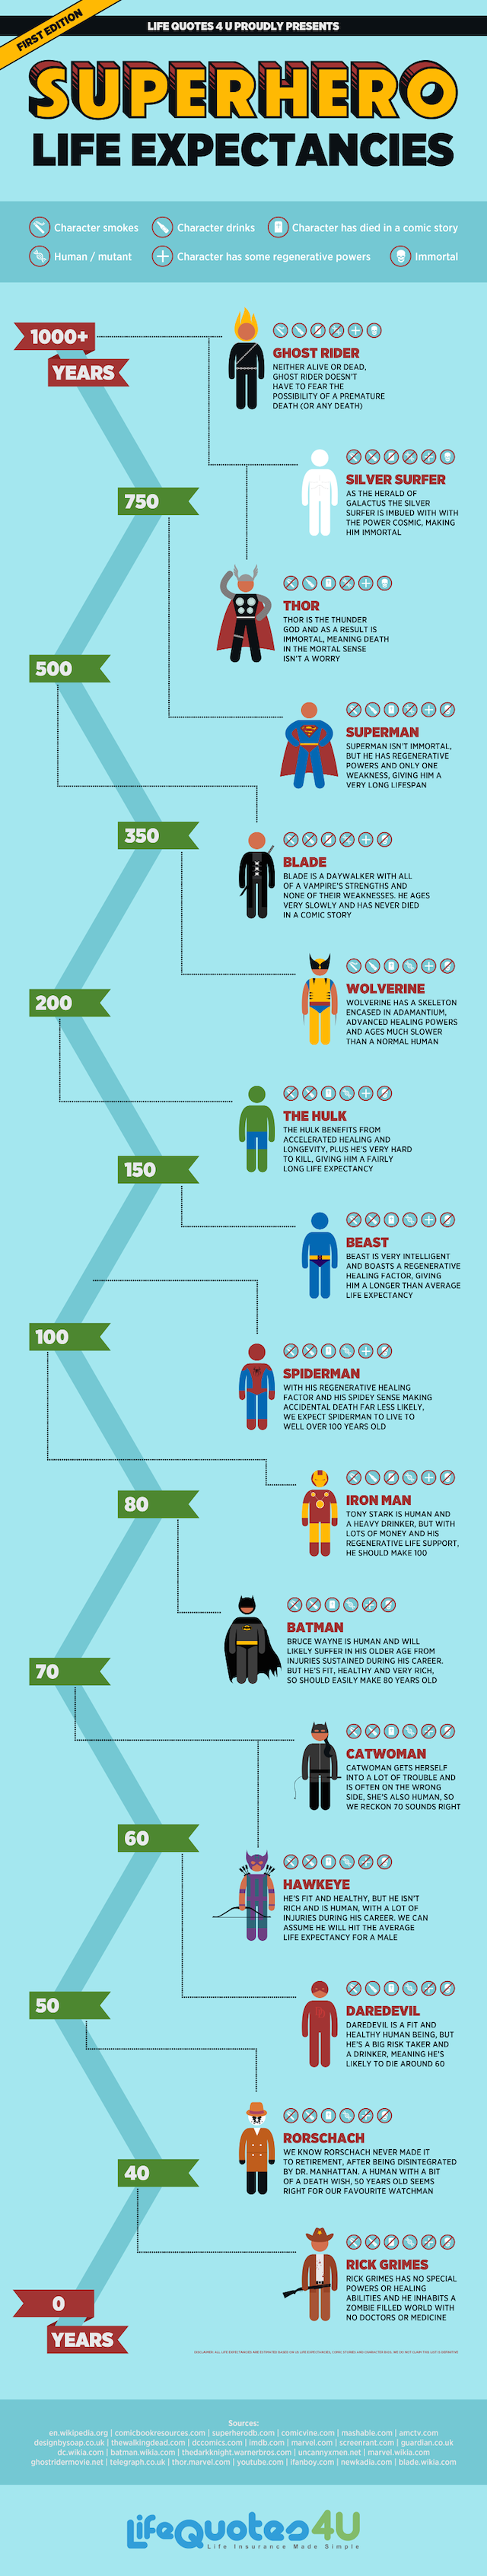 FIRST EDITION
LIFE QUOTES 4 U PROUDLY PRESENTS
SUPERHERO
LIFE EXPECTANCIES
Character smokes
Character drinks
Character has died in a comic story
Human / mutant
Character has some regenerative powers
Immortal
1000+
YEARS
GHOST RIDER
NEITHER ALIVE OR DEAD,
GHOST RIDER DOESN'T
HAVE TO FEAR THE
POSSIBILITY OF A PREMATURE
DEATH (OR ANY DEATH)
SILVER SURFER
AS THE HERALD OF
GALACTUS THE SILVER
SURFER IS IMBUED WITH WITH
THE POWER COSMIC, MAKING
HIM IMMORTAL
750
THOR
THOR IS THE THUNDER
GOD AND AS A RESULT IS
IMMORTAL, MEANING DEATH
IN THE MORTAL SENSE
ISN'T A WORRY
500
SUPERMAN
SUPERMAN ISN'T IMMORTAL,
BUT HE HAS REGENERATIVE
POWERS AND ONLY ONE
WEAKNESS, GIVING HIM A
VERY LONG LIFESPAN
350
BLADE
BLADE IS A DAYWALKER WITH ALL
OF A VAMPIRE'S STRENGTHS AND
NONE OF THEIR WEAKNESSES. HE AGES
VERY SLOWLY AND HAS NEVER DIED
IN A COMIC STORY
WOLVERINE
WOLVERINE HAS A SKELETON
ENCASED IN ADAMANTIUM,
ADVANCED HEALING POWERS
AND AGES MUCH SLOWER
THAN A NORMAL HUMAN
200
THE HULK
THE HULK BENEFITS FROM
ACCELERATED HEALING AND
LONGEVITY, PLUS HE'S VERY HARD
TO KILL, GIVING HIM A FAIRLY
LONG LIFE EXPECTANCY
150
BEAST
BEAST IS VERY INTELLIGENT
AND BOASTS A REGENERATIVE
HEALING FACTOR, GIVING
HIM A LONGER THAN AVERAGE
LIFE EXPECTANCY
100
SPIDERMAN
WITH HIS REGENERATIVE HEALING
FACTOR AND HIS SPIDEY SENSE MAKING
ACCIDENTAL DEATH FAR LESS LIKELY,
WE EXPECT SPIDERMAN TO LIVE TO
WELL OVER 100 YEARS OLD
80
IRON MAN
TONY STARK IS HUMAN AND
A HEAVY DRINKER, BUT WITH
LOTS OF MONEY AND HIS
REGENERATIVE LIFE SUPPORT,
HE SHOULD MAKE 100
BATMAN
BRUCE WAYNE IS HUMAN AND WILL
LIKELY SUFFER IN HIS OLDER AGE FROM
INJURIES SUSTAINED DURING HIS CAREER.
BUT HE'S FIT, HEALTHY AND VERY RICH,
SO SHOULD EASILY MAKE 80 YEARS OLD
70
CATWOMAN
CATWOMAN GETS HERSELF
INTO A LOT OF TROUBLE AND
IS OFTEN ON THE WRONG
SIDE, SHE'S ALSO HUMAN, SO
WE RECKON 70 SOUNDS RIGHT
60
HAWKEYE
HE'S FIT AND HEALTHY, BUT HE ISN'T
RICH AND IS HUMAN, WITH A LOT OF
INJURIES DURING HIS CAREER. WE CAN
ASSUME HE WILL HIT THE AVERAGE
LIFE EXPECTANCY FOR A MALE
50
DAREDEVIL
DAREDEVIL IS A FIT AND
HEALTHY HUMAN BEING, BUT
HE'S A BIG RISK TAKER AND
A DRINKER, MEANING HE'S
LIKELY TO DIE AROUND 60
RORSCHACH
WE KNOW RORSCHACH NEVER MADE IT
TO RETIREMENT, AFTER BEING DISINTEGRATED
BY DR. MANHATTAN. A HUMAN WITH A BIT
OF A DEATH WISH, 50 YEARS OLD SEEMS
RIGHT FOR OUR FAVOURITE WATCHMAN
40
RICK GRIMES
RICK GRIMES HAS NO SPECIAL
POWERS OR HEALING
ABILITIES AND HE INHABITS A
ZOMBIE FILLED WORLD WITH
NO DOCTORS OR MEDICINE
0
YEARS
Sources:
en.wikipedia.org | comicbookresources.com | superherodb.com | comicvine.com | mashable.com | amctv.com
designbysoap.co.uk | thewalkingdead.com | dccomics.com | imdb.com | marvel.com | screenrant.com | guardian.co.uk
dc.wikia.com | batman.wikia.com | thedarkknight.warnerbros.com | uncannyxmen.net | marvel.wikia.com
ghostridermovie.net | telegraph.co.uk | thor.marvel.com | youtube.com | ifanboy.com | newkadia.com | blade.wikia.com
LifeQuotes4U
Life Insurance Made Simple